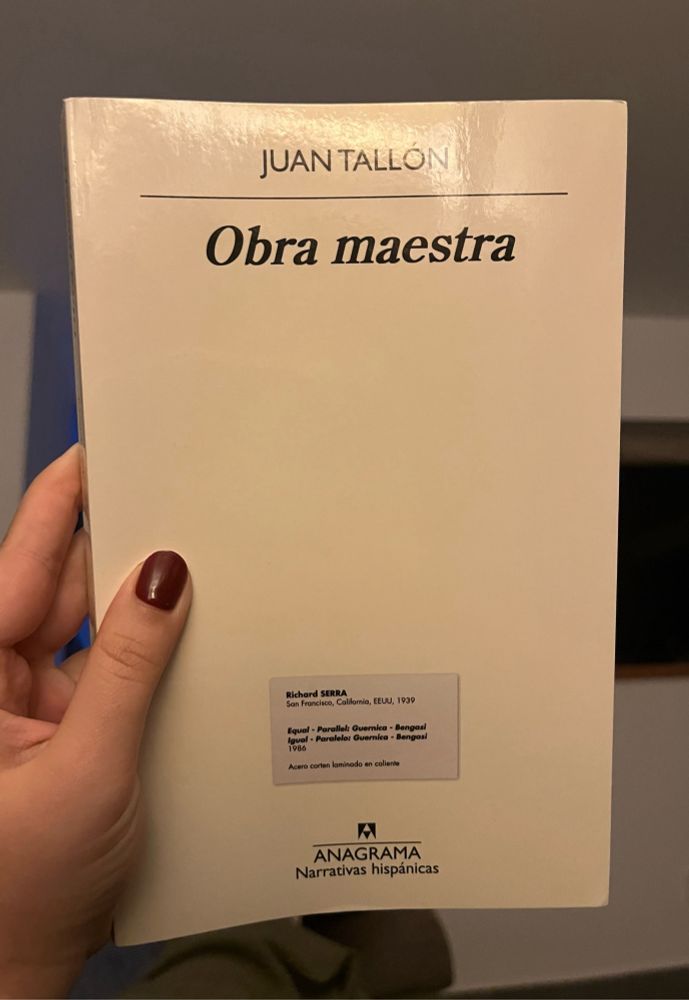 JUAN TALLÓN
Obra maestra
Richard SERRA
San Francisco, California, EEUU, 1939
Equal - Parallel: Guernica - Bengasi
Igual - Paralelo: Guernica - Bengasi
1986
Acero corten laminado en caliente
ANAGRAMA
Narrativas hispánicas